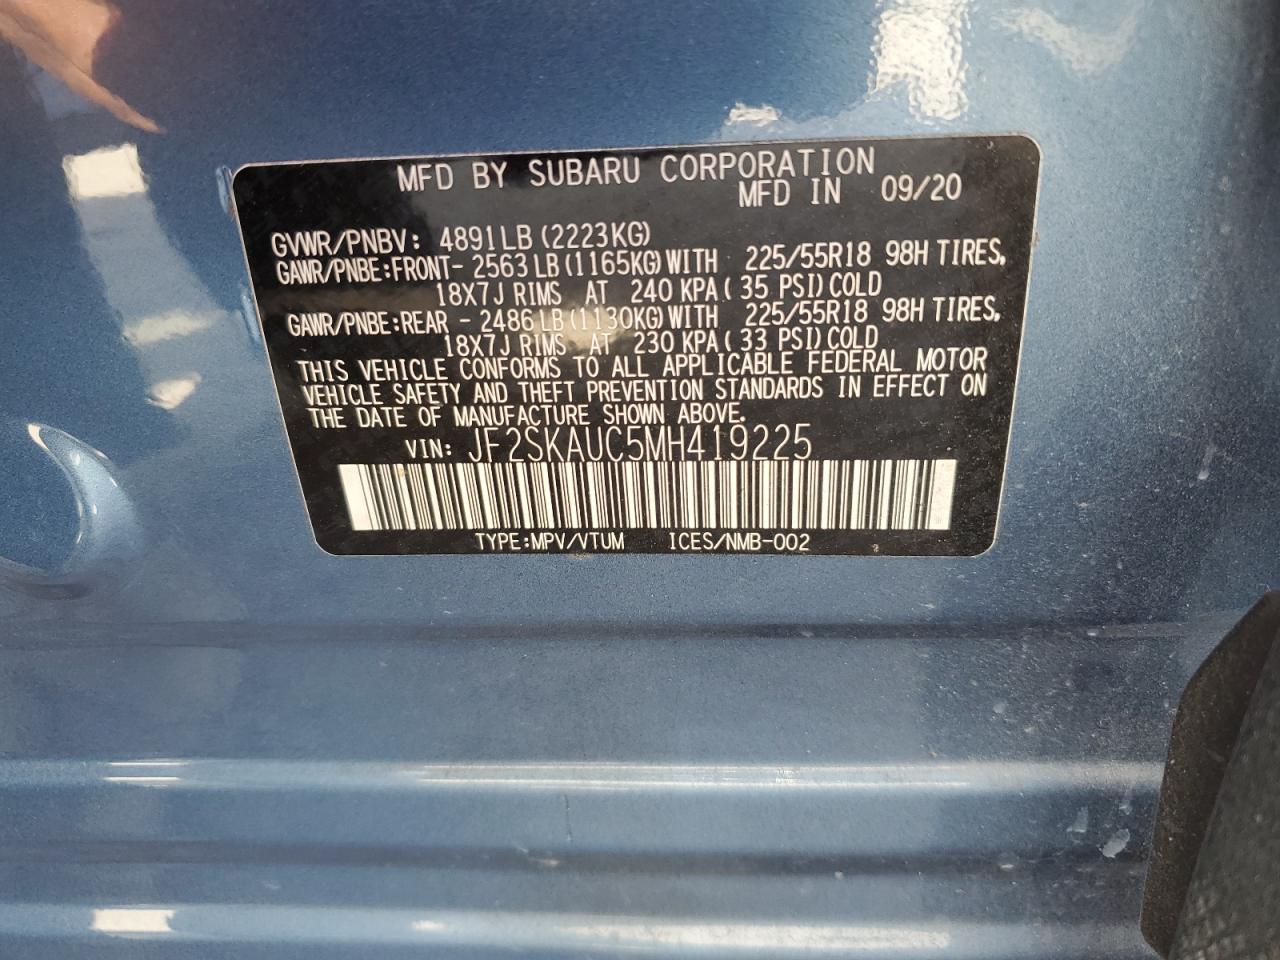 MFD BY SUBARU CORPORATION
MFD IN 09/20
GVWR/PNBV: 4891LB(2223KG)
GAWR/PNBE:FRONT- 2563LB(1165KG)WITH 225/55R18 98H TIRES,
18X7J RIMS AT 240 KPA( 35 PSI)COLD
GAWR/PNBE:REAR - 2486LB(1130KG)WITH 225/55R18 98H TIRES,
18X7J RIMS AT 230 KPA( 33 PSI)COLD
THIS VEHICLE CONFORMS TO ALL APPLICABLE FEDERAL MOTOR
VEHICLE SAFETY AND THEFT PREVENTION STANDARDS IN EFFECT ON
THE DATE OF MANUFACTURE SHOWN ABOVE.
VIN: JF2SKAUC5MH419225
TYPE:MPV/VTUM ICES/NMB-002